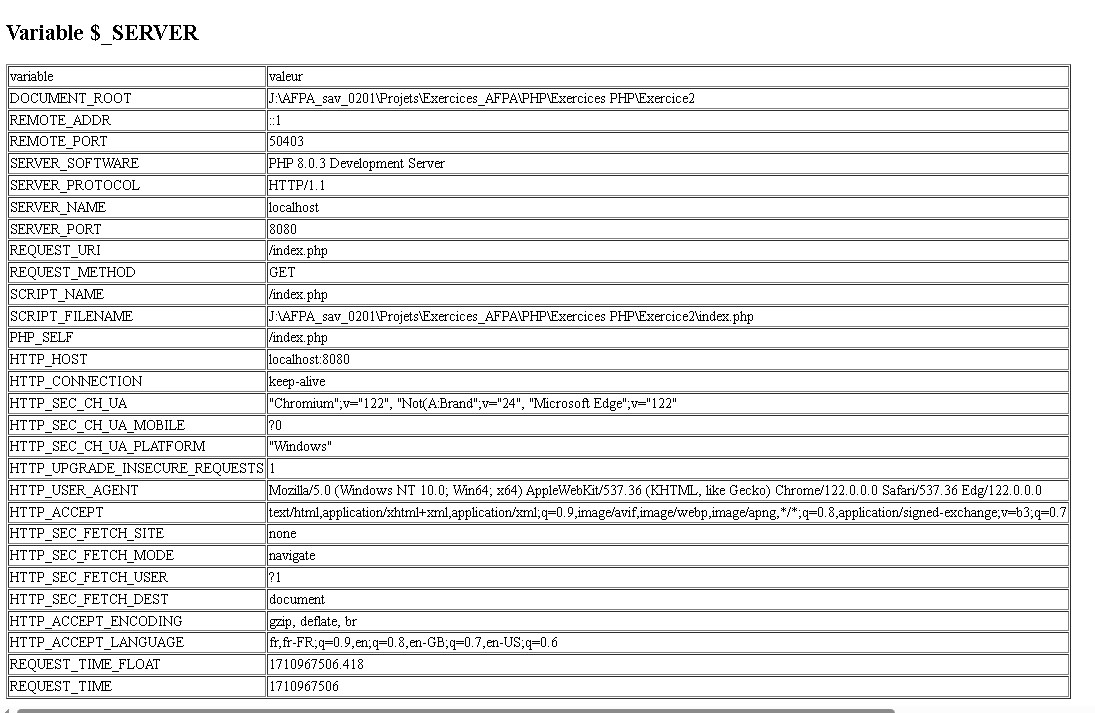 Variable $_SERVER
variable valeur
DOCUMENT_ROOT J:\AFPA_sav_0201\Projets\Exercices_AFPA\PHP\Exercices PHP\Exercice2
REMOTE_ADDR ::1
REMOTE_PORT 50403
SERVER_SOFTWARE PHP 8.0.3 Development Server
SERVER_PROTOCOL HTTP/1.1
SERVER_NAME localhost
SERVER_PORT 8080
REQUEST_URI /index.php
REQUEST_METHOD GET
SCRIPT_NAME /index.php
SCRIPT_FILENAME J:\AFPA_sav_0201\Projets\Exercices_AFPA\PHP\Exercices PHP\Exercice2\index.php
PHP_SELF /index.php
HTTP_HOST localhost:8080
HTTP_CONNECTION keep-alive
HTTP_SEC_CH_UA "Chromium";v="122", "Not(A:Brand";v="24", "Microsoft Edge";v="122"
HTTP_SEC_CH_UA_MOBILE ?0
HTTP_SEC_CH_UA_PLATFORM "Windows"
HTTP_UPGRADE_INSECURE_REQUESTS 1
HTTP_USER_AGENT Mozilla/5.0 (Windows NT 10.0; Win64; x64) AppleWebKit/537.36 (KHTML, like Gecko) Chrome/122.0.0.0 Safari/537.36 Edg/122.0.0.0
HTTP_ACCEPT text/html,application/xhtml+xml,application/xml;q=0.9,image/avif,image/webp,image/apng,*/*;q=0.8,application/signed-exchange;v=b3;q=0.7
HTTP_SEC_FETCH_SITE none
HTTP_SEC_FETCH_MODE navigate
HTTP_SEC_FETCH_USER ?1
HTTP_SEC_FETCH_DEST document
HTTP_ACCEPT_ENCODING gzip, deflate, br
HTTP_ACCEPT_LANGUAGE fr,fr-FR;q=0.9,en;q=0.8,en-GB;q=0.7,en-US;q=0.6
REQUEST_TIME_FLOAT 1710967506.418
REQUEST_TIME 1710967506